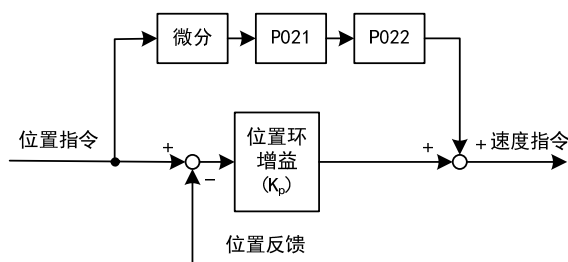 微分
P021
P022
位置指令
+
−
位置环
增益
(Kp)
+
+
速度指令
位置反馈